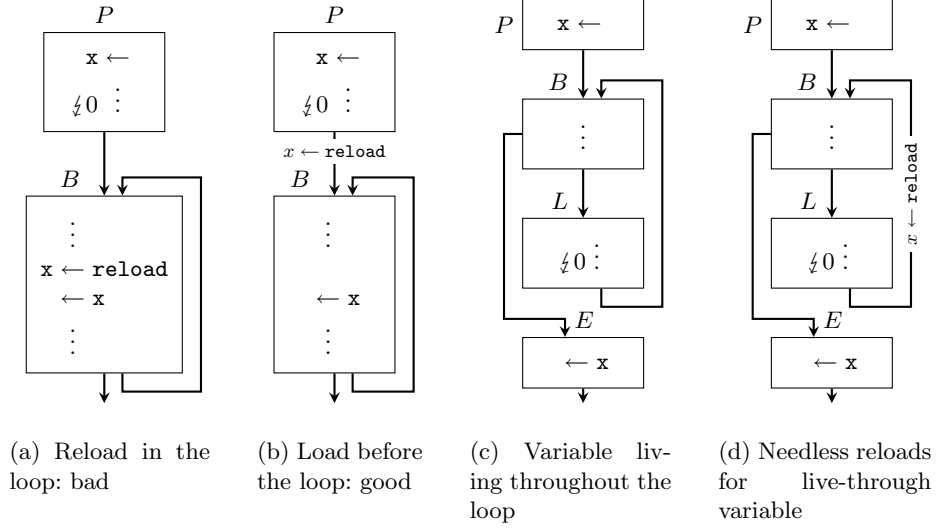 P
x ←
↯0 ⋮
B
⋮
x ← reload
← x
⋮
(a) Reload in the
loop: bad
P
x ←
↯0 ⋮
x ← reload
B
⋮
← x
⋮
(b) Load before
the loop: good
P
x ←
B
⋮
L
↯0 ⋮
E
← x
(c) Variable liv-
ing throughout the
loop
P
x ←
B
⋮
L
↯0 ⋮
x ← reload
E
← x
(d) Needless reloads
for live-through
variable